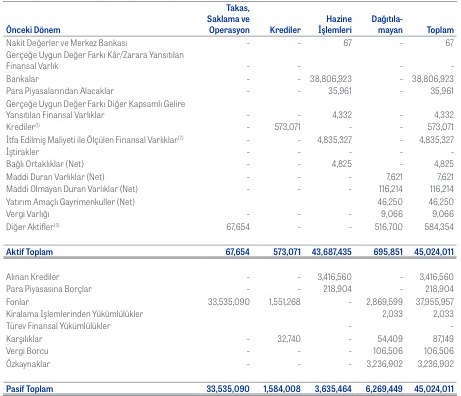 Takas,
Saklama ve Hazine Dağıtıla-
Önceki Dönem Operasyon Krediler İşlemleri mayan Toplam
Nakit Değerler ve Merkez Bankası - - 67 - 67
Gerçeğe Uygun Değer Farkı Kâr/Zarara Yansıtılan
Finansal Varlık - - - -
Bankalar - - 38,806,923 - 38,806,923
Para Piyasalarından Alacaklar - - 35,961 - 35,961
Gerçeğe Uygun Değer Farkı Diğer Kapsamlı Gelire
Yansıtılan Finansal Varlıklar - - 4,332 - 4,332
Krediler(1) - 573,071 - - 573,071
İtfa Edilmiş Maliyeti ile Ölçülen Finansal Varlıklar(2) - - 4,835,327 - 4,835,327
İştirakler - - - - -
Bağlı Ortaklıklar (Net) - - 4,825 - 4,825
Maddi Duran Varlıklar (Net) - - - 7,621 7,621
Maddi Olmayan Duran Varlıklar (Net) - - - 116,214 116,214
Yatırım Amaçlı Gayrimenkuller (Net) 46,250 46,250
Vergi Varlığı - - - 9,066 9,066
Diğer Aktifler(3) 67,654 - - 516,700 584,354
Aktif Toplam 67,654 573,071 43,687,435 695,851 45,024,011
Alınan Krediler - - 3,416,560 - 3,416,560
Para Piyasasına Borçlar - - 218,904 - 218,904
Fonlar 33,535,090 1,551,268 - 2,869,599 37,955,957
Kiralama İşlemlerinden Yükümlülükler 2,033 2,033
Türev Finansal Yükümlülükler - -
Karşılıklar - 32,740 - 54,409 87,149
Vergi Borcu - - - 106,506 106,506
Özkaynaklar - - - 3,236,902 3,236,902
Pasif Toplam 33,535,090 1,584,008 3,635,464 6,269,449 45,024,011